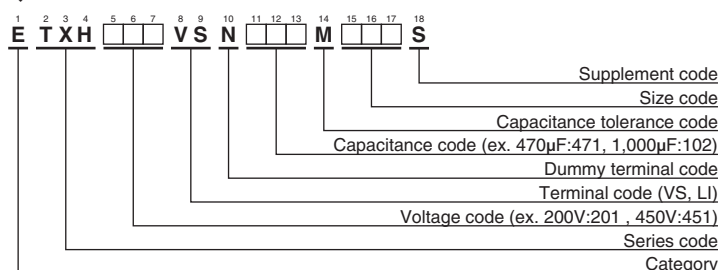 1 2 3 4 5 6 7 8 9 10 11 12 13 14 15 16 17 18
E T X H V S N M S
Supplement code
Size code
Capacitance tolerance code
Capacitance code (ex. 470µF:471, 1,000µF:102)
Dummy terminal code
Terminal code (VS, LI)
Voltage code (ex. 200V:201 , 450V:451)
Series code
Category